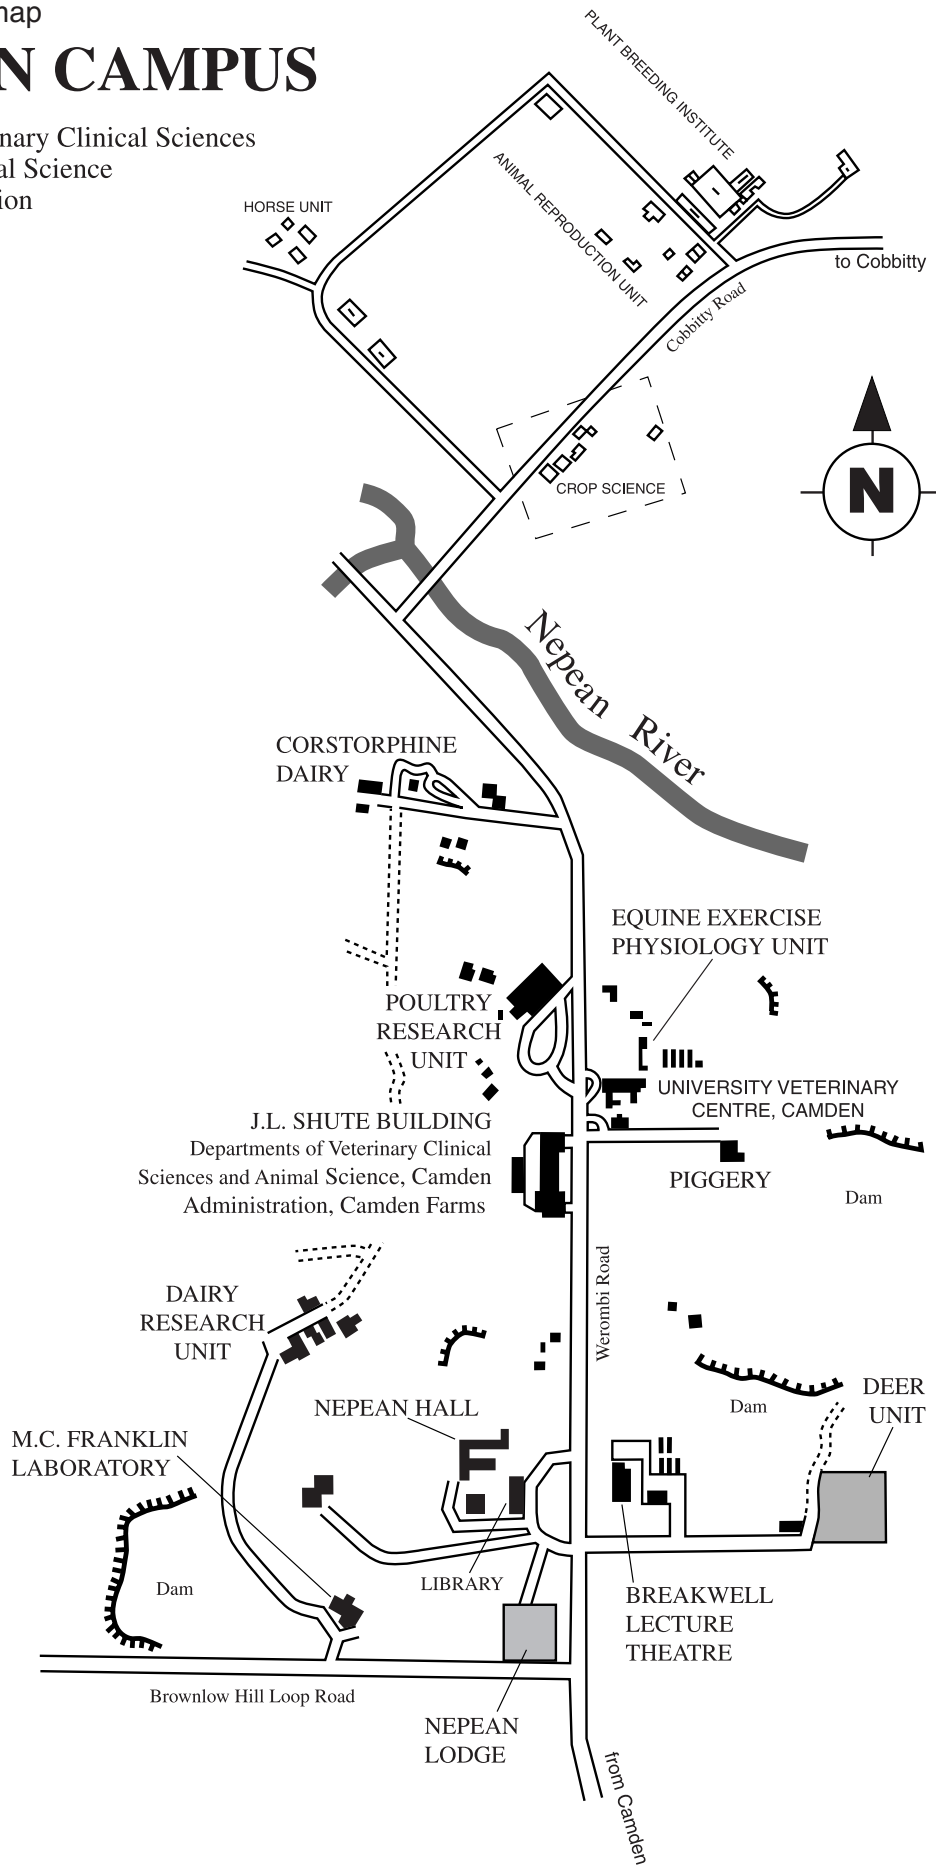 map
N CAMPUS
nary Clinical Sciences
al Science
ion
PLANT BREEDING INSTITUTE
ANIMAL REPRODUCTION UNIT
HORSE UNIT
to Cobbitty
Cobbitty Road
N
CROP SCIENCE
Nepean River
CORSTORPHINE
DAIRY
EQUINE EXERCISE
PHYSIOLOGY UNIT
POULTRY
RESEARCH
UNIT
UNIVERSITY VETERINARY
CENTRE, CAMDEN
J.L. SHUTE BUILDING
Departments of Veterinary Clinical
Sciences and Animal Science, Camden
Administration, Camden Farms
PIGGERY
Dam
Werombi Road
DAIRY
RESEARCH
UNIT
DEER
UNIT
Dam
NEPEAN HALL
M.C. FRANKLIN
LABORATORY
Dam
LIBRARY
BREAKWELL
LECTURE
THEATRE
Brownlow Hill Loop Road
NEPEAN
LODGE
from Camden